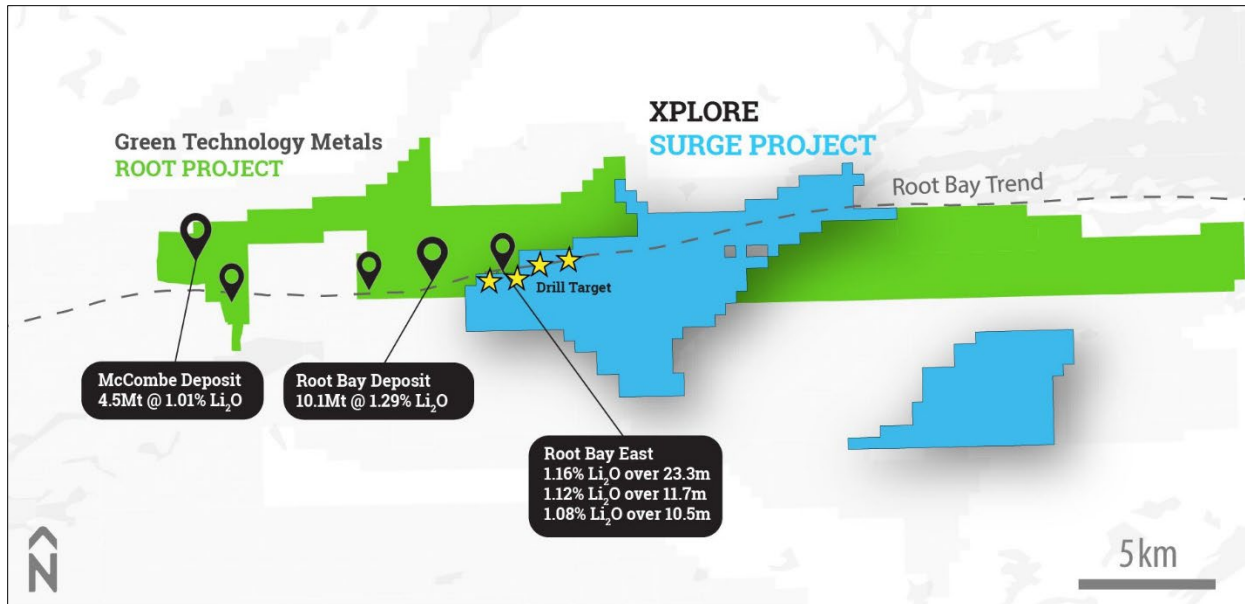 XPLORE
SURGE PROJECT
Green Technology Metals
ROOT PROJECT
Root Bay Trend
Drill Target
McCombe Deposit
4.5Mt @ 1.01% Li₂O
Root Bay Deposit
10.1Mt @ 1.29% Li₂O
Root Bay East
1.16% Li₂O over 23.3m
1.12% Li₂O over 11.7m
1.08% Li₂O over 10.5m
N
5km